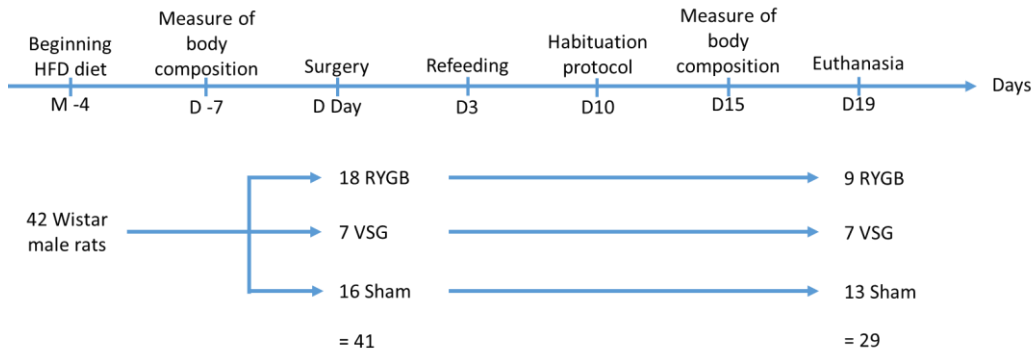 Beginning
HFD diet
Measure of
body
composition
Surgery
Refeeding
Habituation
protocol
Measure of
body
composition
Euthanasia
Days
M -4
D -7
D Day
D3
D10
D15
D19
42 Wistar
male rats
18 RYGB
9 RYGB
7 VSG
7 VSG
16 Sham
13 Sham
= 41
= 29